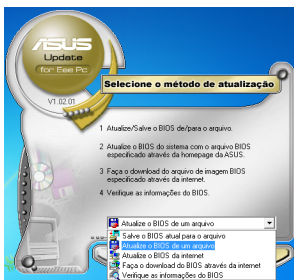 ASUS
Update
for Eee Pc
V1.02.01
Selecione o método de atualização
1 Atualize/Salve o BIOS de/para o arquivo.
2 Atualize o BIOS do sistema com o arquivo BIOS
especificado através da homepage da ASUS.
3 Faça o download do arquivo de imagem BIOS
especificado através da internet.
4 Verifique as informações do BIOS.
Atualize o BIOS de um arquivo
Salve o BIOS atual para o arquivo
Atualize o BIOS de um arquivo
Atualize o BIOS da internet
Faça o download do BIOS através da internet
Verifique as informações do BIOS